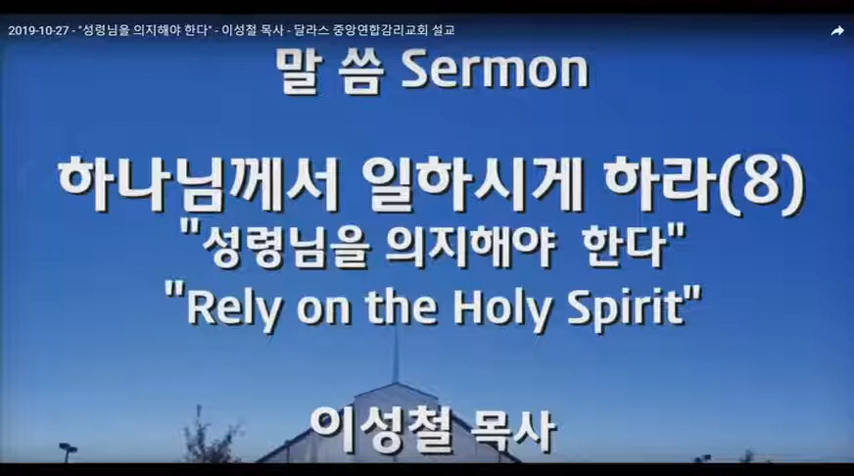 2019-10-27 - "성령님을 의지해야 한다" - 이성철 목사 - 달라스 중앙연합감리교회 설교
말 씀 Sermon
하나님께서 일하시게 하라(8)
"성령님을 의지해야 한다"
"Rely on the Holy Spirit"
이성철 목사